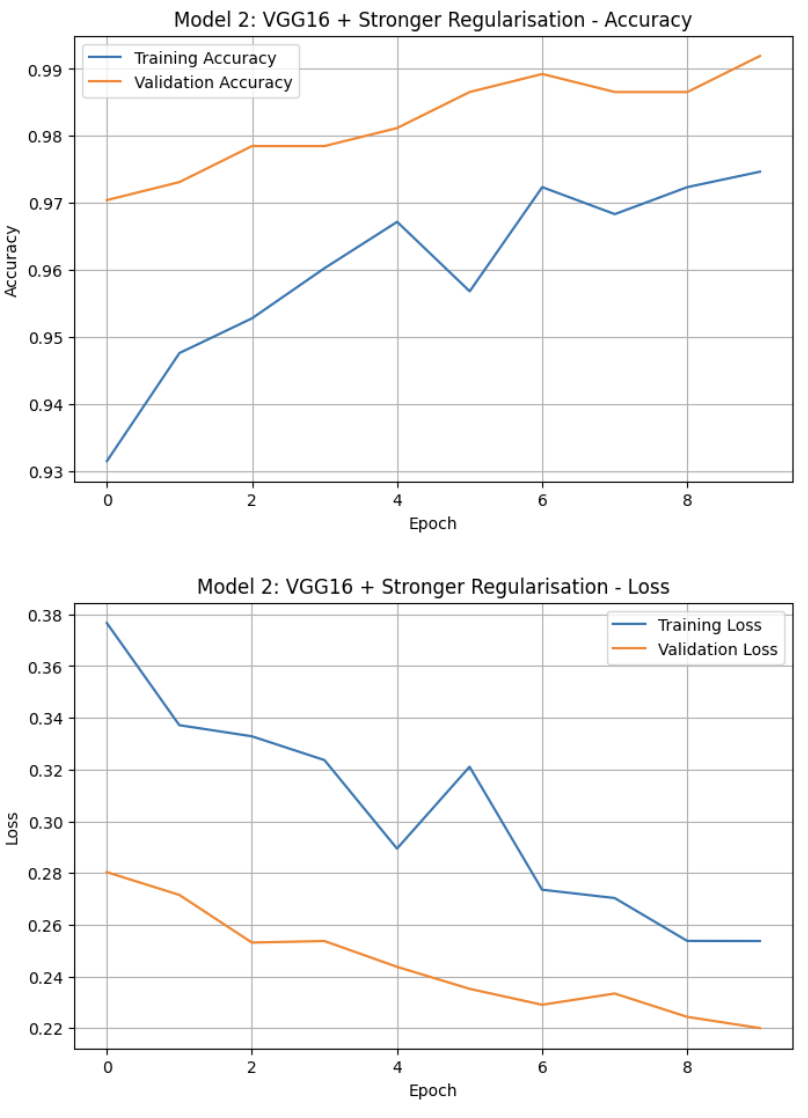 Model 2: VGG16 + Stronger Regularisation - Accuracy
Training Accuracy
Validation Accuracy
0.99
0.98
0.97
0.96
0.95
0.94
0.93
Accuracy
0 2 4 6 8
Epoch
Model 2: VGG16 + Stronger Regularisation - Loss
Training Loss
Validation Loss
0.38
0.36
0.34
0.32
0.30
0.28
0.26
0.24
0.22
Loss
0 2 4 6 8
Epoch